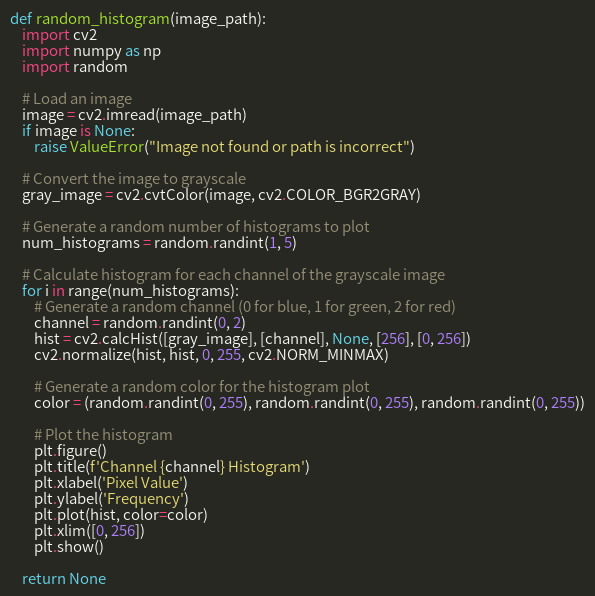 def random_histogram(image_path):
    import cv2
    import numpy as np
    import random

    # Load an image
    image = cv2.imread(image_path)
    if image is None:
        raise ValueError("Image not found or path is incorrect")

    # Convert the image to grayscale
    gray_image = cv2.cvtColor(image, cv2.COLOR_BGR2GRAY)

    # Generate a random number of histograms to plot
    num_histograms = random.randint(1, 5)

    # Calculate histogram for each channel of the grayscale image
    for i in range(num_histograms):
        # Generate a random channel (0 for blue, 1 for green, 2 for red)
        channel = random.randint(0, 2)
        hist = cv2.calcHist([gray_image], [channel], None, [256], [0, 256])
        cv2.normalize(hist, hist, 0, 255, cv2.NORM_MINMAX)

        # Generate a random color for the histogram plot
        color = (random.randint(0, 255), random.randint(0, 255), random.randint(0, 255))

        # Plot the histogram
        plt.figure()
        plt.title(f'Channel {channel} Histogram')
        plt.xlabel('Pixel Value')
        plt.ylabel('Frequency')
        plt.plot(hist, color=color)
        plt.xlim([0, 256])
        plt.show()

    return None